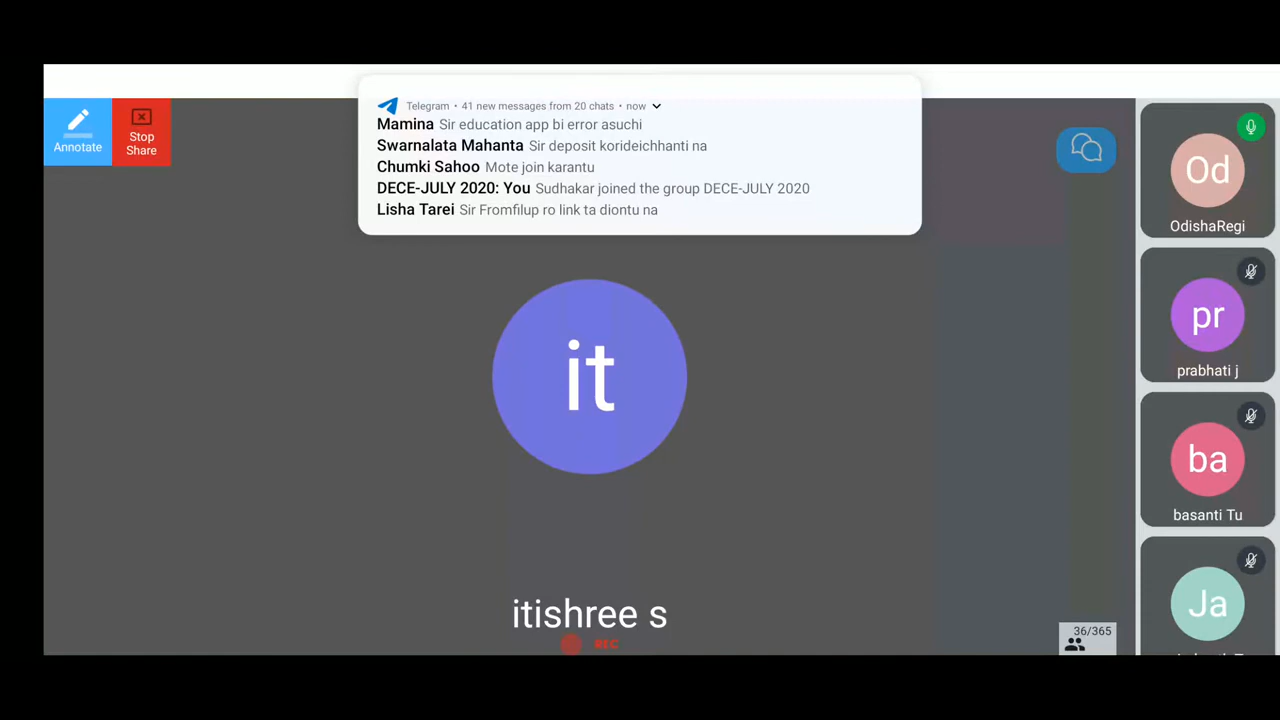 Annotate
Stop
Share
Telegram • 41 new messages from 20 chats • now
Mamina Sir education app bi error asuchi
Swarnalata Mahanta Sir deposit korideichhanti na
Chumki Sahoo Mote join karantu
DECE-JULY 2020: You Sudhakar joined the group DECE-JULY 2020
Lisha Tarei Sir Fromfilup ro link ta diontu na
it
itishree s
REC
36/365
Od
OdishaRegi
pr
prabhati j
ba
basanti Tu
Ja